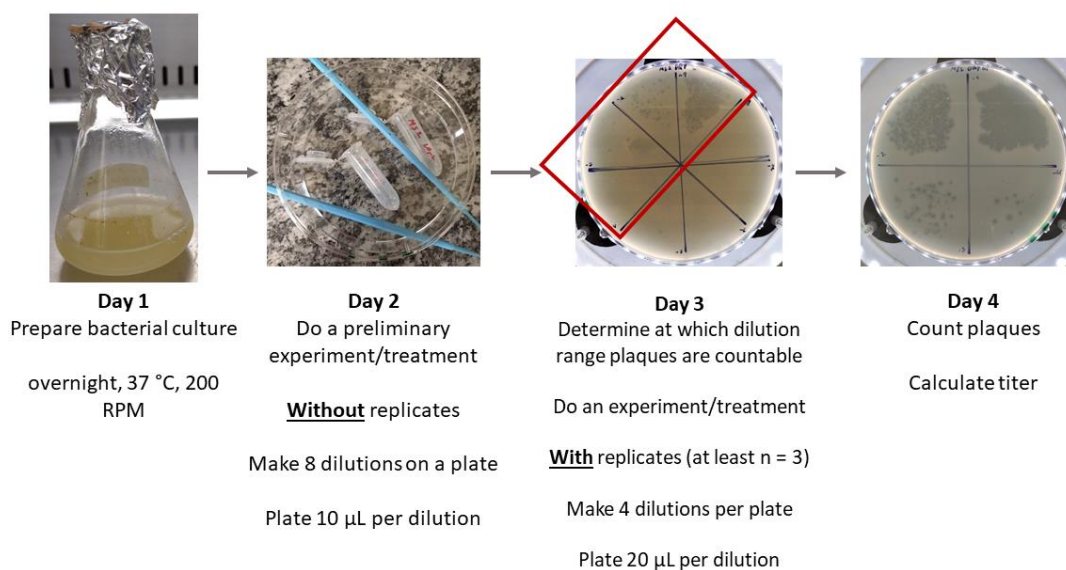 Day 1
Prepare bacterial culture
overnight, 37 °C, 200
RPM
Day 2
Do a preliminary
experiment/treatment
Without replicates
Make 8 dilutions on a plate
Plate 10 µL per dilution
Day 3
Determine at which dilution
range plaques are countable
Do an experiment/treatment
With replicates (at least n = 3)
Make 4 dilutions per plate
Plate 20 µL per dilution
Day 4
Count plaques
Calculate titer